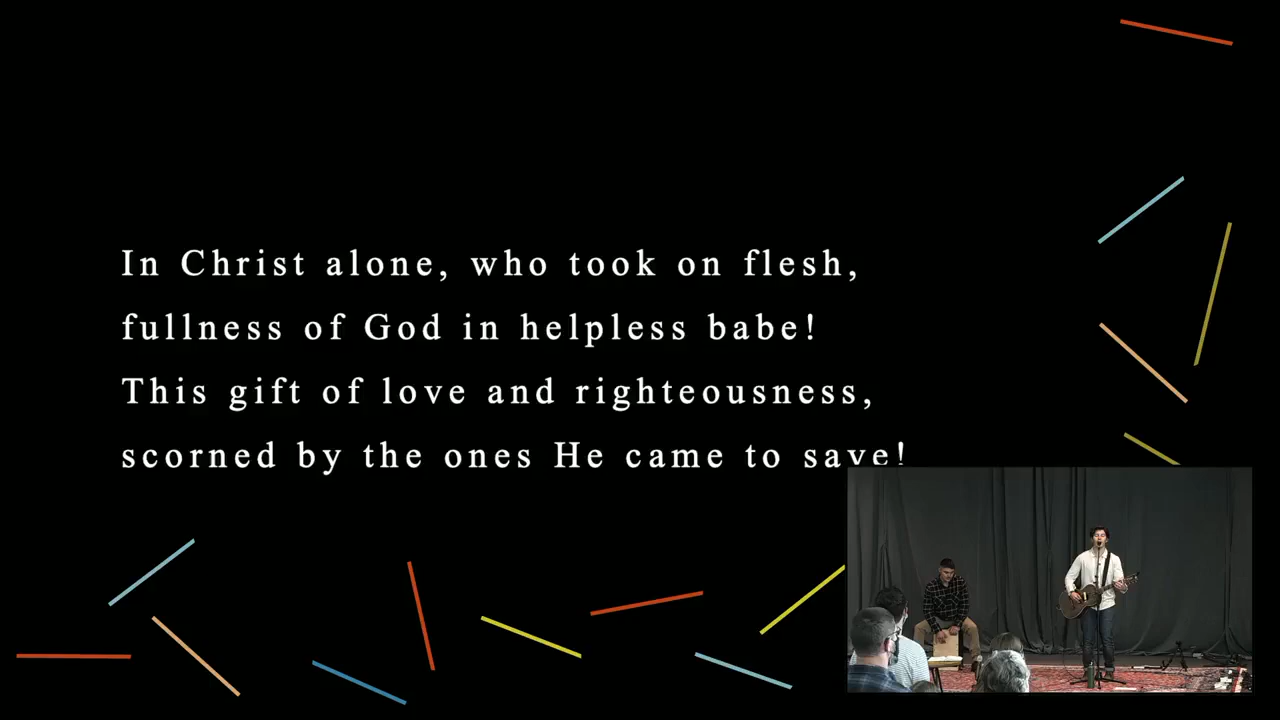 In Christ alone, who took on flesh,
fullness of God in helpless babe!
This gift of love and righteousness,
scorned by the ones He came to save!